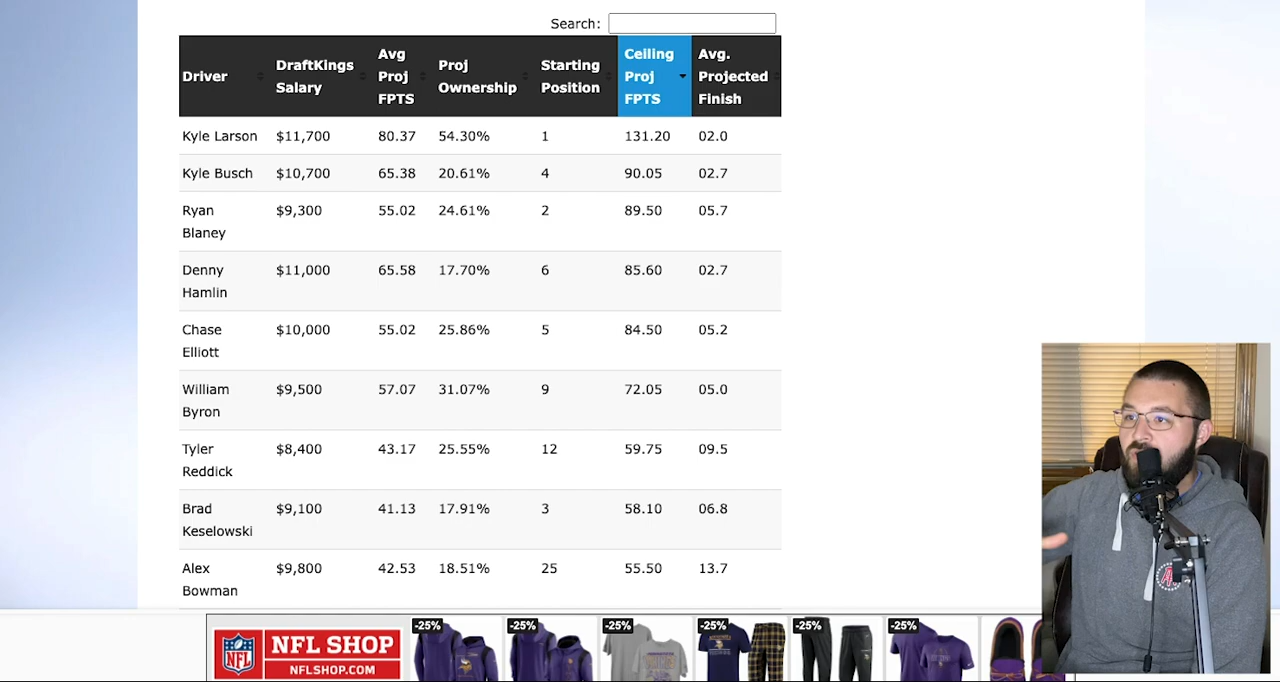 Search:
Driver
DraftKings
Salary
Avg
Proj
FPTS
Proj
Ownership
Starting
Position
Ceiling
Proj
FPTS
Avg.
Projected
Finish
Kyle Larson $11,700 80.37 54.30% 1 131.20 02.0
Kyle Busch $10,700 65.38 20.61% 4 90.05 02.7
Ryan $9,300 55.02 24.61% 2 89.50 05.7
Blaney
Denny $11,000 65.58 17.70% 6 85.60 02.7
Hamlin
Chase $10,000 55.02 25.86% 5 84.50 05.2
Elliott
William $9,500 57.07 31.07% 9 72.05 05.0
Byron
Tyler $8,400 43.17 25.55% 12 59.75 09.5
Reddick
Brad $9,100 41.13 17.91% 3 58.10 06.8
Keselowski
Alex $9,800 42.53 18.51% 25 55.50 13.7
Bowman
NFL
NFL SHOP
NFLSHOP.COM
-25% -25% -25% -25% -25% -25%